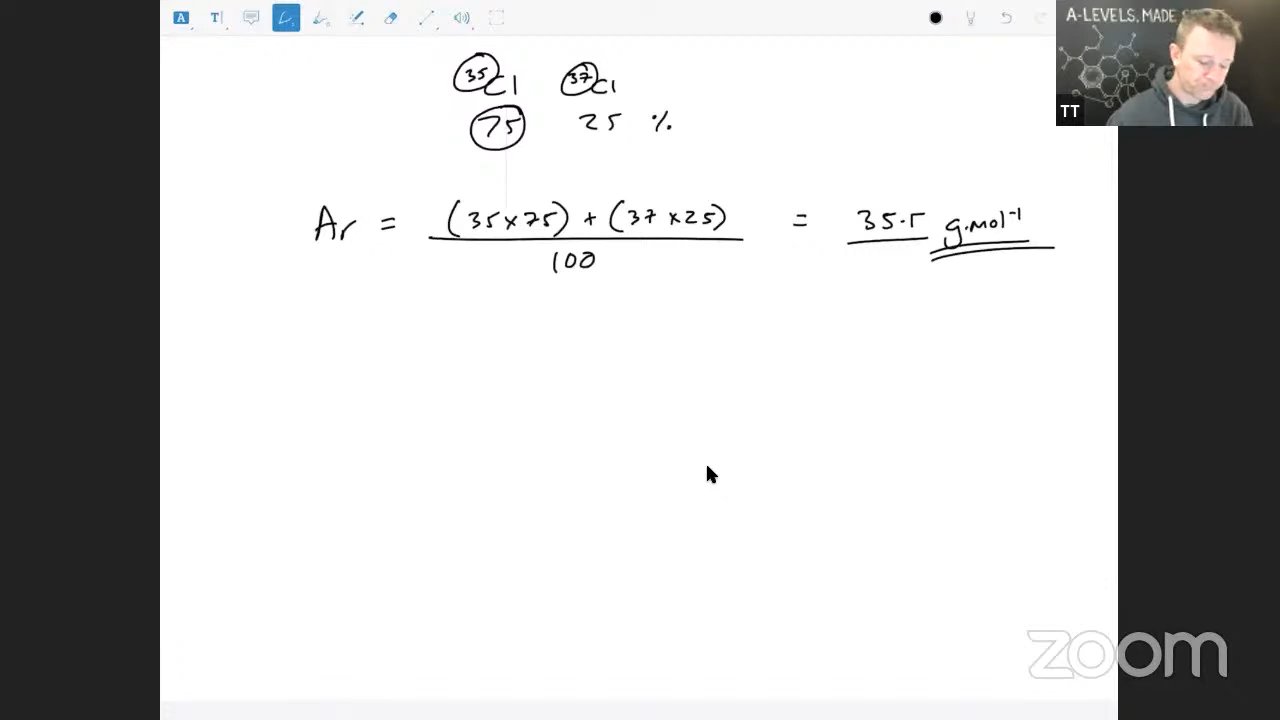 A-LEVELS, MADE
TT
³⁵Cl ³⁷Cl
75 25 %
Ar = (35×75) + (37×25) = 35.5 g.mol⁻¹
100
zoom